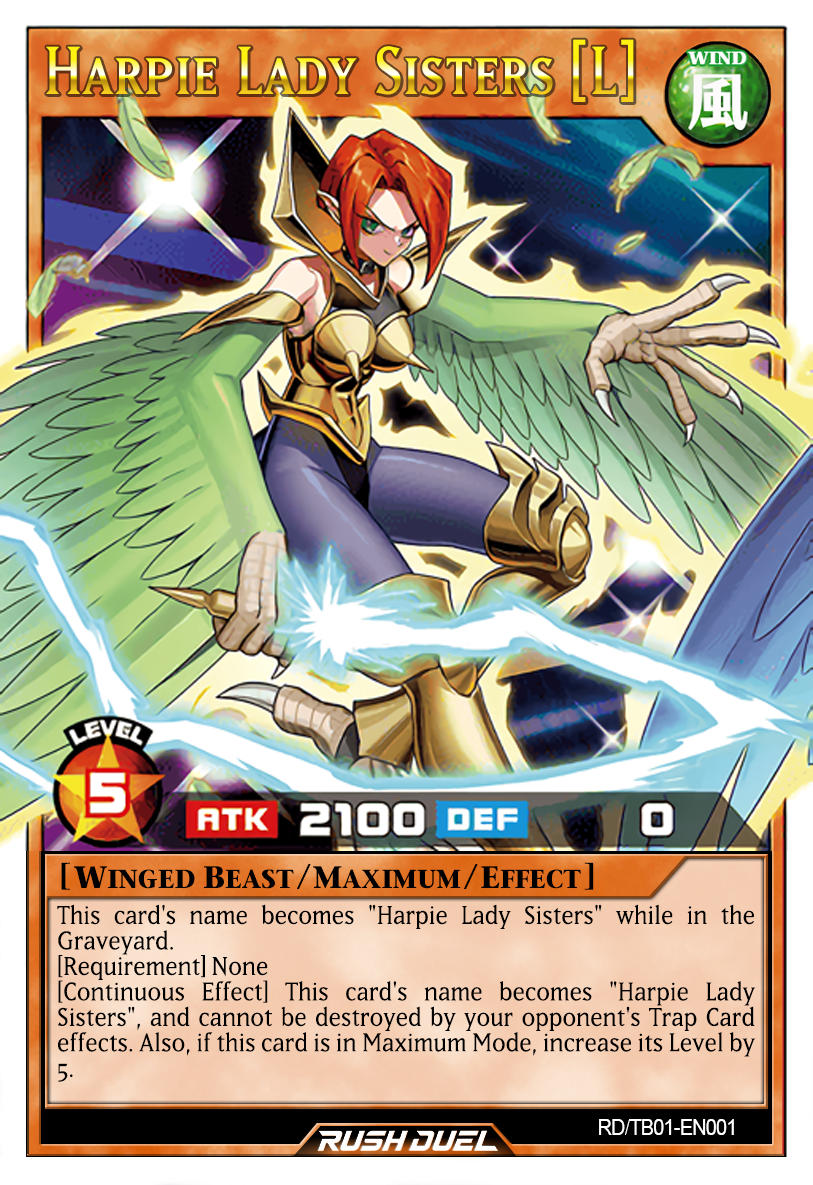 Harpie Lady Sisters [L]
WIND
風
LEVEL
5
ATK 2100 DEF 0
[Winged Beast/Maximum/Effect]
This card's name becomes "Harpie Lady Sisters" while in the
Graveyard.
[Requirement] None
[Continuous Effect] This card's name becomes "Harpie Lady
Sisters", and cannot be destroyed by your opponent's Trap Card
effects. Also, if this card is in Maximum Mode, increase its Level by
5.
RUSH DUEL
RD/TB01-EN001